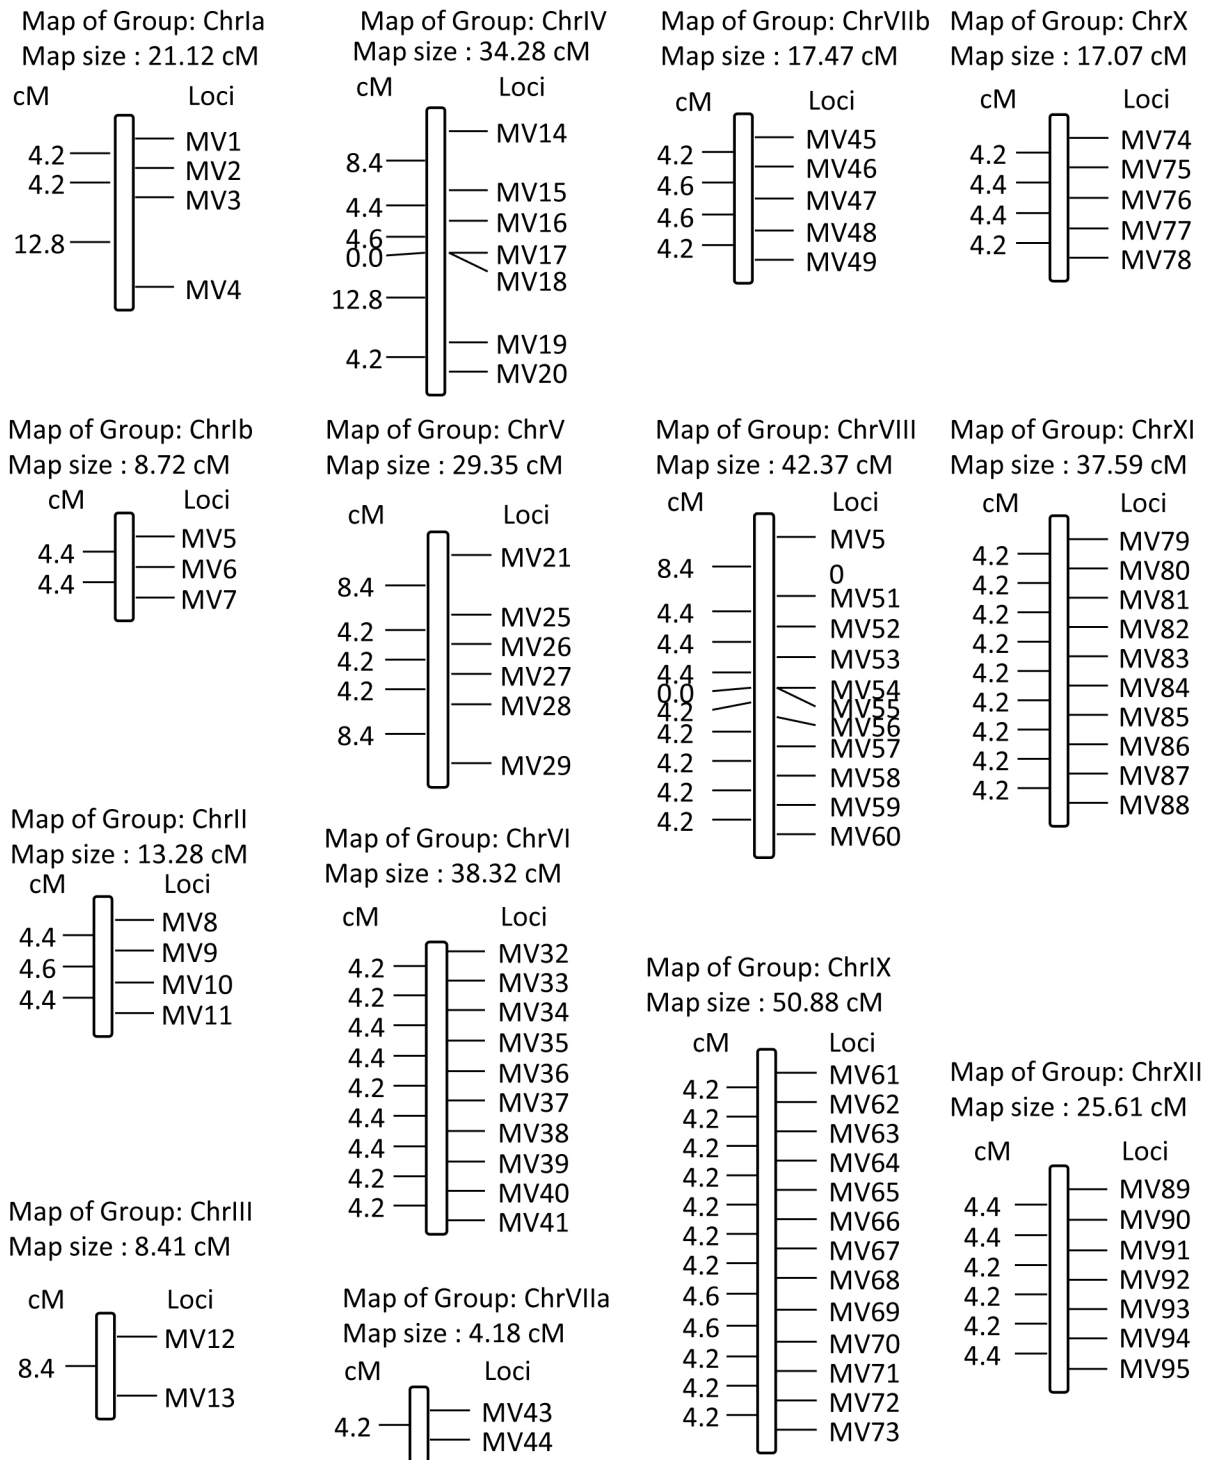 Map of Group: ChrIa
Map size : 21.12 cM
cM Loci
MV1
4.2
MV2
4.2
MV3
12.8
MV4
Map of Group: ChrIb
Map size : 8.72 cM
cM Loci
MV5
4.4
MV6
4.4
MV7
Map of Group: ChrII
Map size : 13.28 cM
cM Loci
MV8
4.4
MV9
4.6
MV10
4.4
MV11
Map of Group: ChrIII
Map size : 8.41 cM
cM Loci
MV12
8.4
MV13
Map of Group: ChrIV
Map size : 34.28 cM
cM Loci
MV14
8.4
MV15
4.4
MV16
4.6
MV17
0.0
MV18
12.8
MV19
4.2
MV20
Map of Group: ChrV
Map size : 29.35 cM
cM Loci
MV21
8.4
MV25
4.2
MV26
4.2
MV27
4.2
MV28
8.4
MV29
Map of Group: ChrVI
Map size : 38.32 cM
cM Loci
MV32
4.2
MV33
4.2
MV34
4.4
MV35
4.4
MV36
4.2
MV37
4.4
MV38
4.4
MV39
4.2
MV40
4.2
MV41
Map of Group: ChrVIIa
Map size : 4.18 cM
cM Loci
MV43
4.2
MV44
Map of Group: ChrVIIb
Map size : 17.47 cM
cM Loci
MV45
4.2
MV46
4.6
MV47
4.6
MV48
4.2
MV49
Map of Group: ChrVIII
Map size : 42.37 cM
cM Loci
MV5
8.4
0
MV51
4.4
MV52
4.4
MV53
4.4
MV54
0.0
MV55
4.2
MV56
4.2
MV57
4.2
MV58
4.2
MV59
4.2
MV60
Map of Group: ChrIX
Map size : 50.88 cM
cM Loci
MV61
4.2
MV62
4.2
MV63
4.2
MV64
4.2
MV65
4.2
MV66
4.2
MV67
4.2
MV68
4.6
MV69
4.6
MV70
4.2
MV71
4.2
MV72
4.2
MV73
Map of Group: ChrX
Map size : 17.07 cM
cM Loci
MV74
4.2
MV75
4.4
MV76
4.4
MV77
4.2
MV78
Map of Group: ChrXI
Map size : 37.59 cM
cM Loci
MV79
4.2
MV80
4.2
MV81
4.2
MV82
4.2
MV83
4.2
MV84
4.2
MV85
4.2
MV86
4.2
MV87
4.2
MV88
Map of Group: ChrXII
Map size : 25.61 cM
cM Loci
MV89
4.4
MV90
4.4
MV91
4.2
MV92
4.2
MV93
4.2
MV94
4.4
MV95